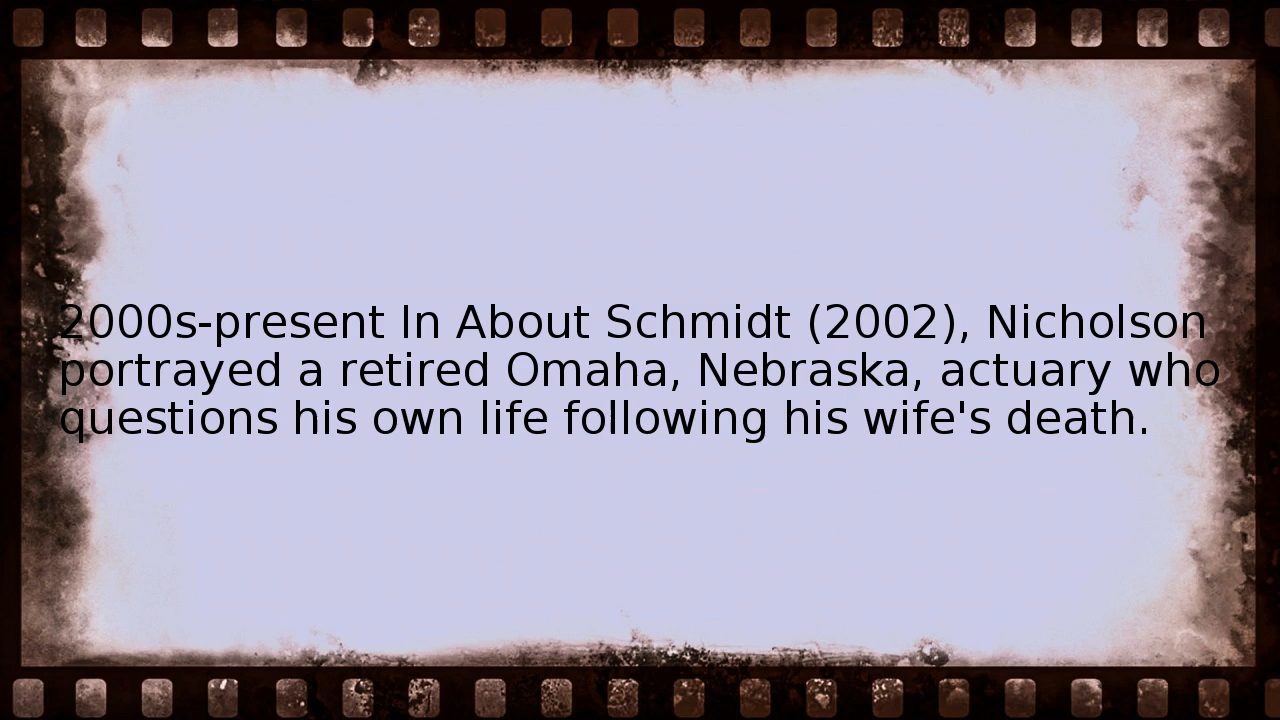 2000s-present In About Schmidt (2002), Nicholson
portrayed a retired Omaha, Nebraska, actuary who
questions his own life following his wife's death.